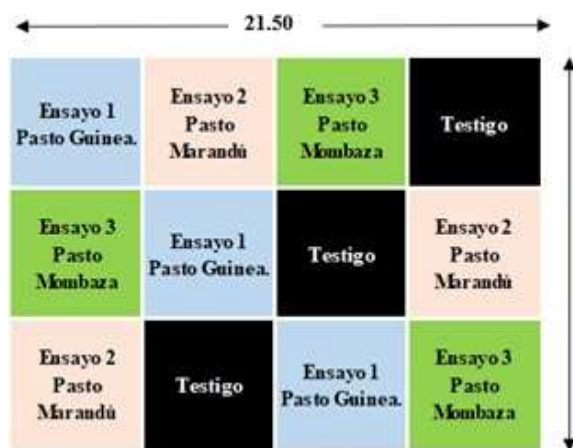 21.50
Ensayo 1
Pasto Guinea.
Ensayo 2
Pasto
Marandú
Ensayo 3
Pasto
Mombaza
Testigo
Ensayo 3
Pasto
Mombaza
Ensayo 1
Pasto Guinea.
Testigo
Ensayo 2
Pasto
Marandú
Ensayo 2
Pasto
Marandú
Testigo
Ensayo 1
Pasto Guinea.
Ensayo 3
Pasto
Mombaza